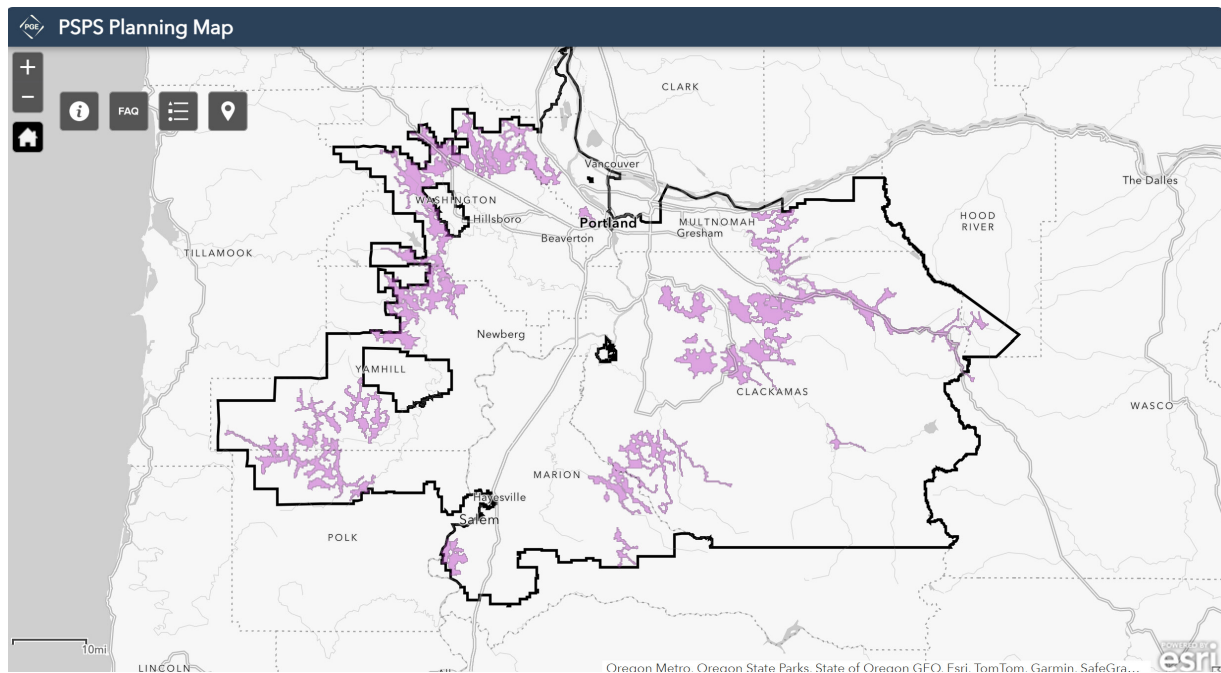 PGE
PSPS Planning Map
+
−
i
FAQ
CLARK
Vancouver
The Dalles
WASHINGTON
Hillsboro
Portland
MULTNOMAH
Gresham
HOOD
RIVER
Beaverton
TILLAMOOK
Newberg
YAMHILL
CLACKAMAS
WASCO
MARION
Hayesville
Salem
POLK
10mi
LINCOLN
Oregon Metro, Oregon State Parks, State of Oregon GEO, Esri, TomTom, Garmin, SafeGra...
POWERED BY
esri